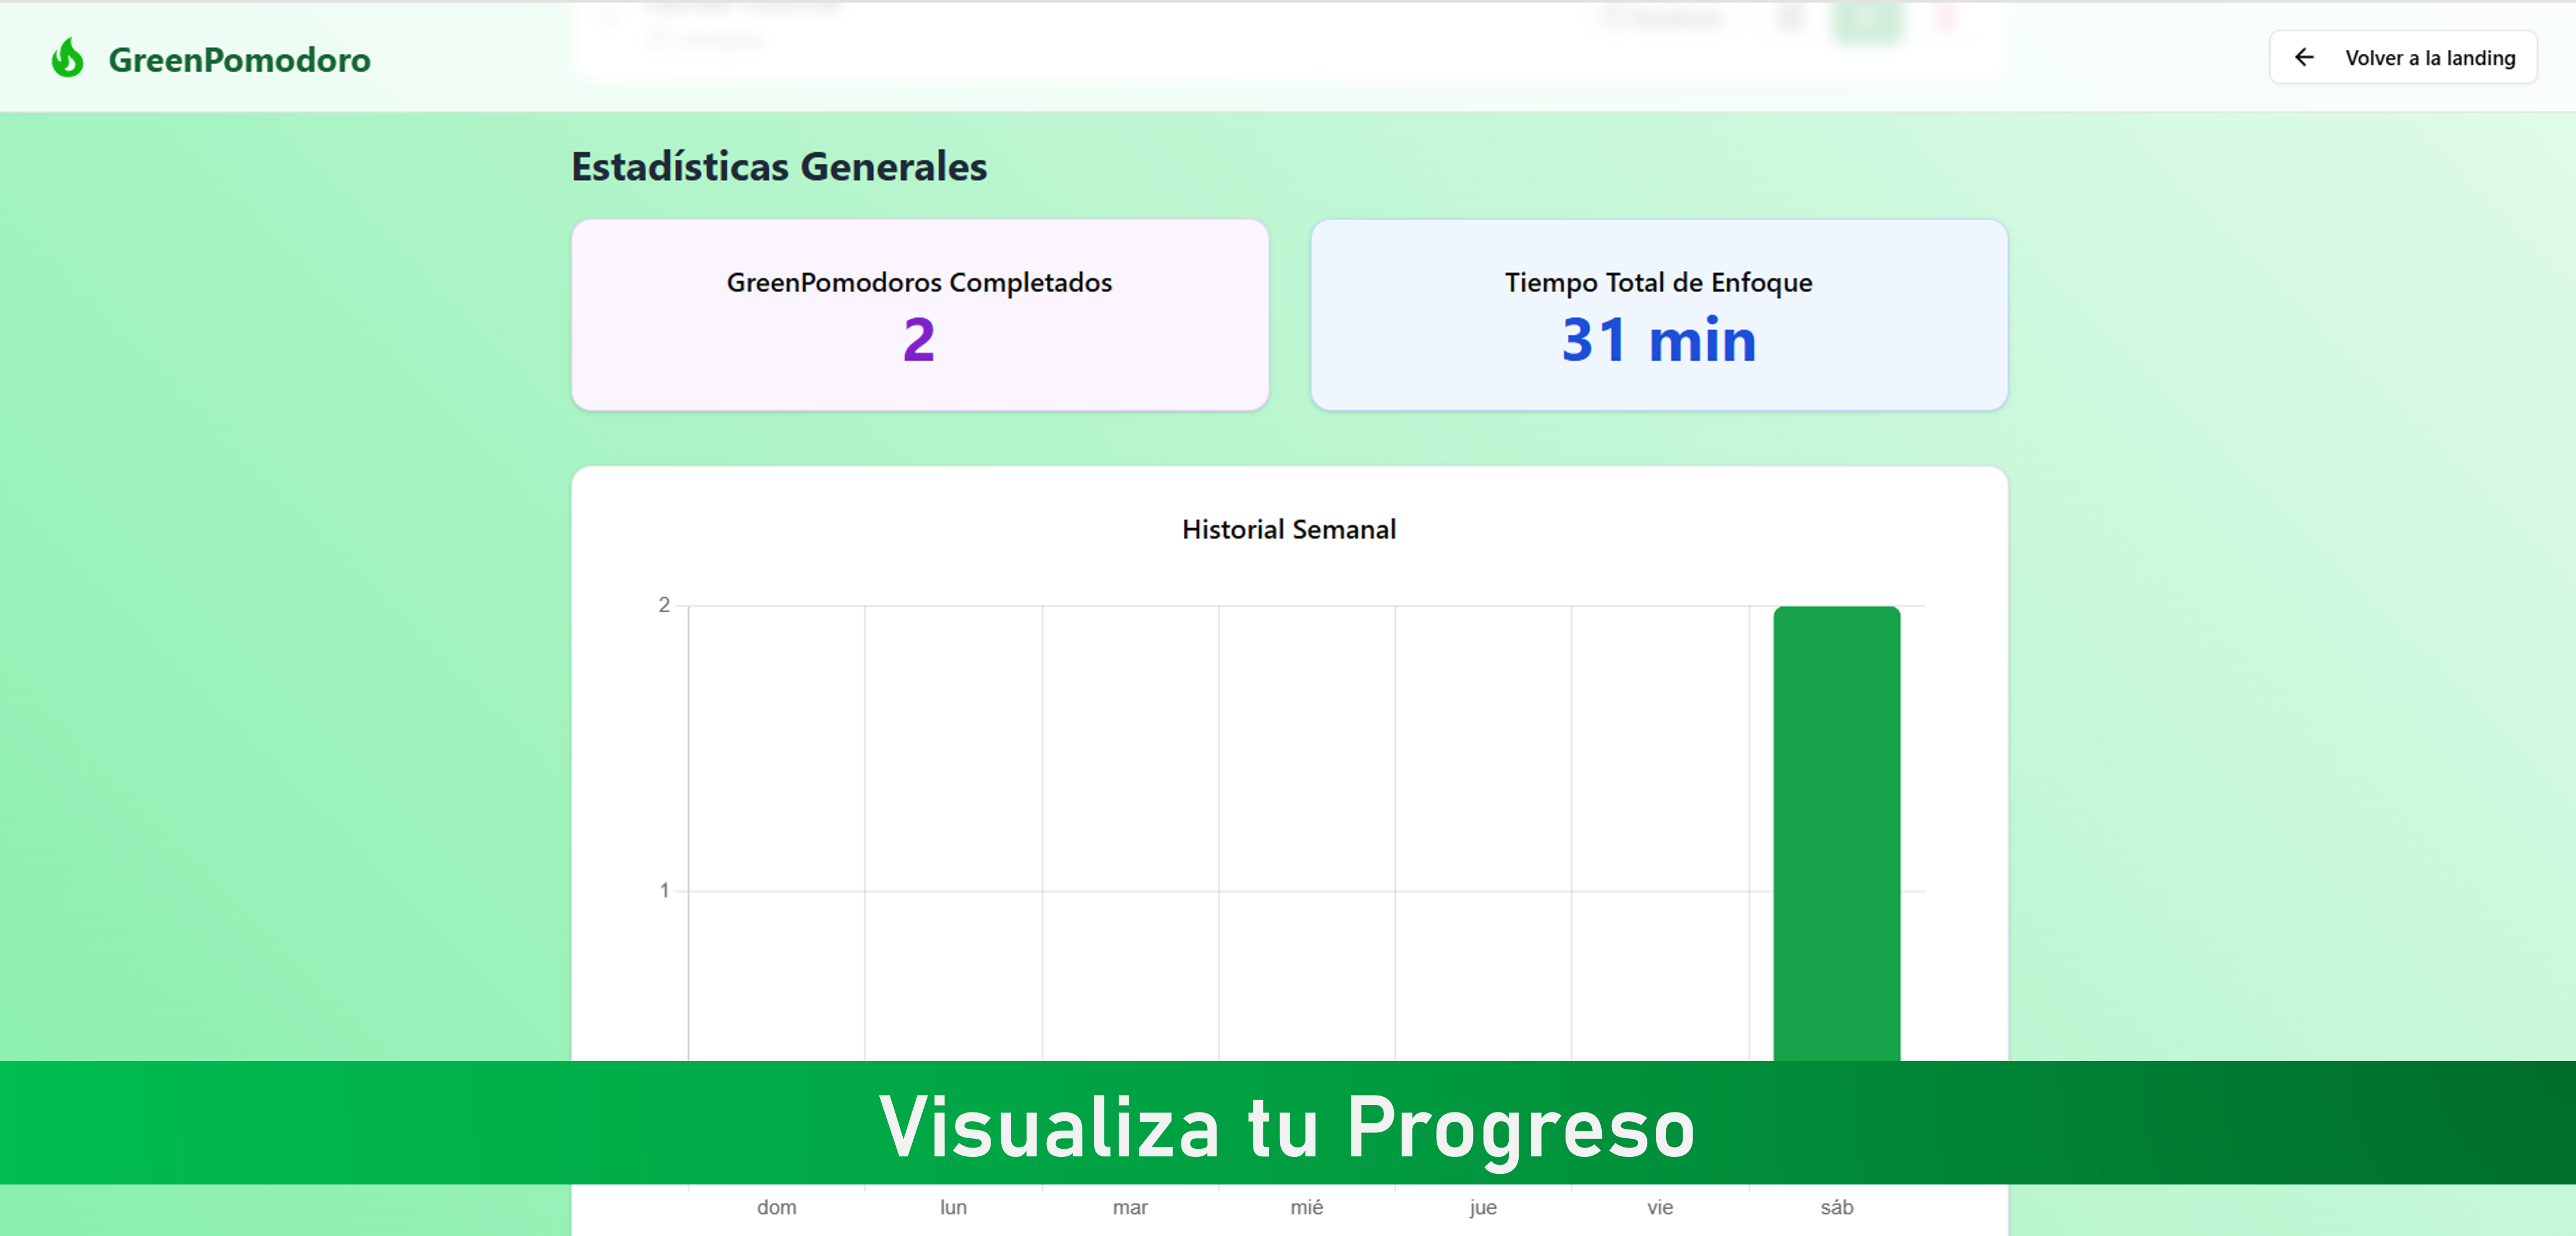 GreenPomodoro
Volver a la landing
Estadísticas Generales
GreenPomodoros Completados
2
Tiempo Total de Enfoque
31 min
Historial Semanal
2
1
Visualiza tu Progreso
dom lun mar mié jue vie sáb